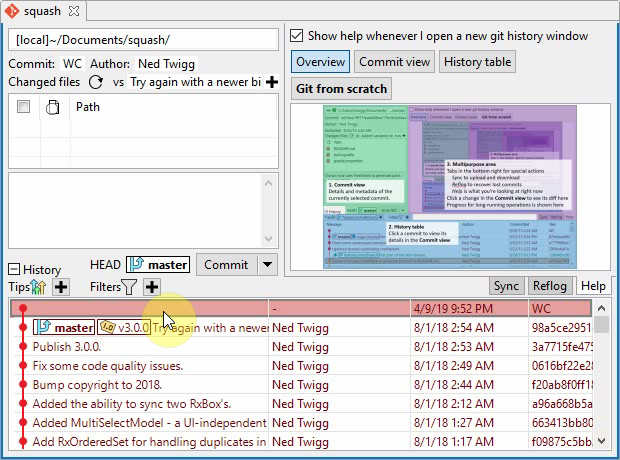 squash
[local]~/Documents/squash/
Commit: WC Author: Ned Twigg
Changed files vs Try again with a newer bi
Path
Show help whenever I open a new git history window
Overview Commit view History table
Git from scratch
1. Commit view
Details and metadata of the
currently selected commit.
2. History table
Click a commit to view its
details in the Commit view
3. Multipurpose area
Tabs in the bottom right for special actions
Sync to upload and download
Reflog to recover lost commits
Help is what you're looking at right now
Click a change in the Commit view to see its diff here
Progress for long running operations is shown here
History HEAD master Commit
Tips Filters
Sync Reflog Help
- 4/9/19 9:52 PM WC
master v3.0.0 Try again with a newe Ned Twigg 8/1/18 2:54 AM 98a5ce2951
Publish 3.0.0. Ned Twigg 8/1/18 2:53 AM 3a7715fe475
Fix some code quality issues. Ned Twigg 8/1/18 2:49 AM 0616bf22e28
Bump copyright to 2018. Ned Twigg 8/1/18 2:44 AM f20ab8f0ff18
Added the ability to sync two RxBox's. Ned Twigg 8/1/18 2:12 AM a96a668b5a
Added MultiSelectModel - a UI-independent Ned Twigg 8/1/18 1:27 AM 663413bb80
Add RxOrderedSet for handling duplicates in Ned Twigg 8/1/18 1:17 AM f09875c5bb